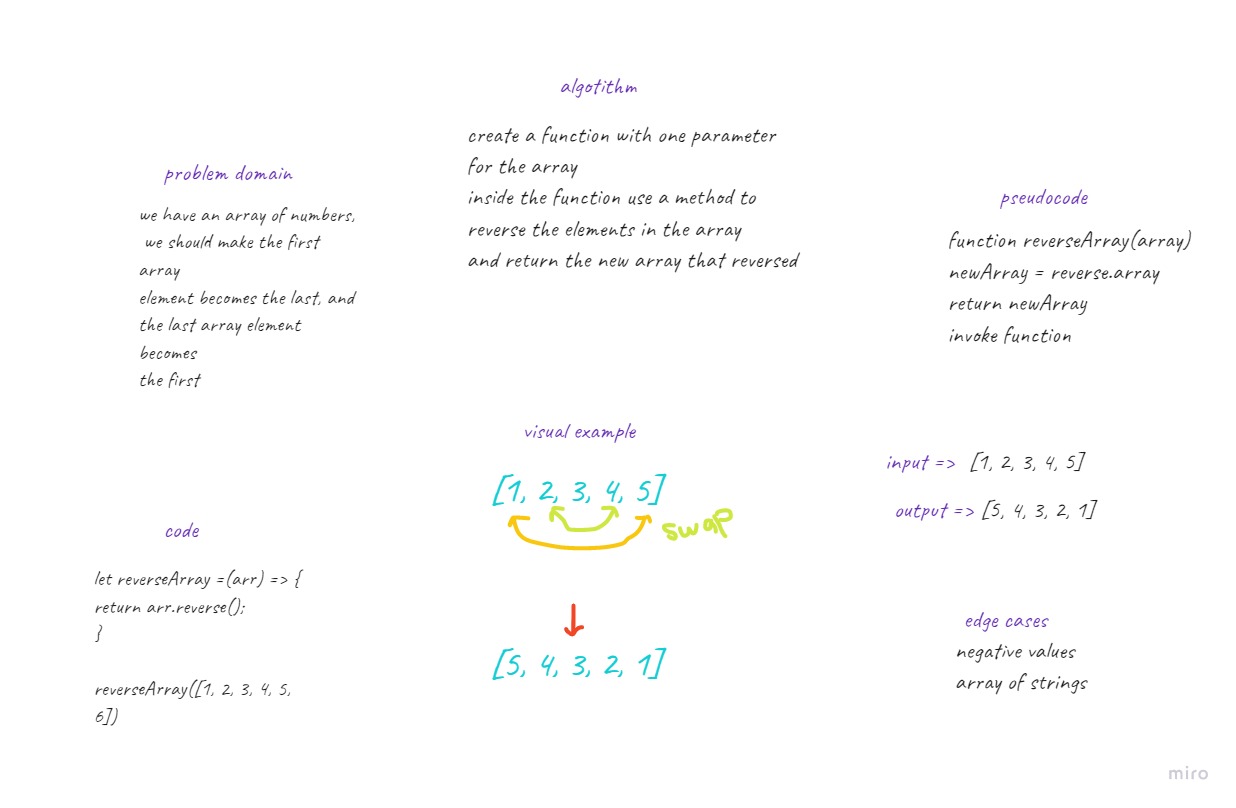 algotithm
create a function with one parameter
for the array
inside the function use a method to
reverse the elements in the array
and return the new array that reversed
problem domain
we have an array of numbers,
we should make the first
array
element becomes the last, and
the last array element
becomes
the first
pseudocode
function reverseArray(array)
newArray = reverse.array
return newArray
invoke function
visual example
[1, 2, 3, 4, 5]
swap
[5, 4, 3, 2, 1]
input => [1, 2, 3, 4, 5]
output => [5, 4, 3, 2, 1]
code
let reverseArray =(arr) => {
return arr.reverse();
}
reverseArray([1, 2, 3, 4, 5,
6])
edge cases
negative values
array of strings
miro